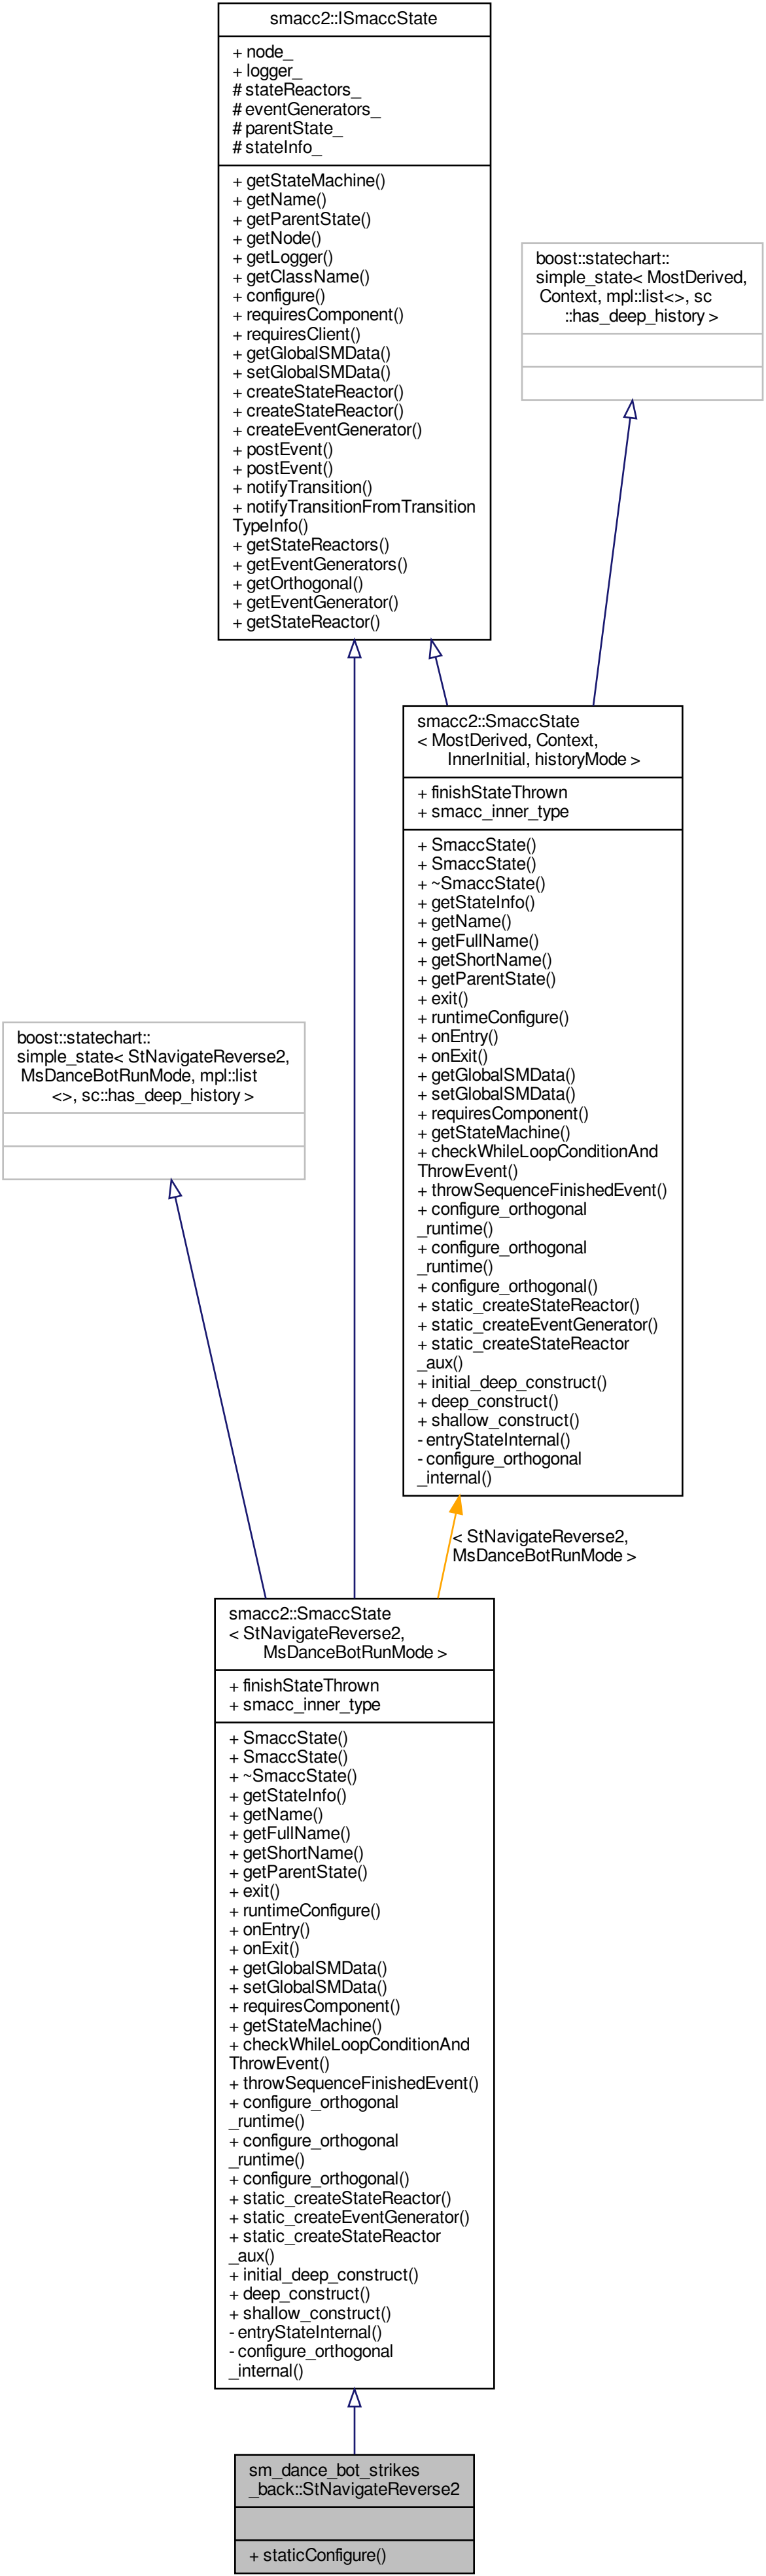 smacc2::ISmaccState
+ node_
+ logger_
# stateReactors_
# eventGenerators_
# parentState_
# stateInfo_
+ getStateMachine()
+ getName()
+ getParentState()
+ getNode()
+ getLogger()
+ getClassName()
+ configure()
+ requiresComponent()
+ requiresClient()
+ getGlobalSMData()
+ setGlobalSMData()
+ createStateReactor()
+ createStateReactor()
+ createEventGenerator()
+ postEvent()
+ postEvent()
+ notifyTransition()
+ notifyTransitionFromTransition
TypeInfo()
+ getStateReactors()
+ getEventGenerators()
+ getOrthogonal()
+ getEventGenerator()
+ getStateReactor()
boost::statechart::
simple_state< MostDerived,
Context, mpl::list<>, sc
::has_deep_history >
smacc2::SmaccState
< MostDerived, Context,
InnerInitial, historyMode >
+ finishStateThrown
+ smacc_inner_type
+ SmaccState()
+ SmaccState()
+ ~SmaccState()
+ getStateInfo()
+ getName()
+ getFullName()
+ getShortName()
+ getParentState()
+ exit()
+ runtimeConfigure()
+ onEntry()
+ onExit()
+ getGlobalSMData()
+ setGlobalSMData()
+ requiresComponent()
+ getStateMachine()
+ checkWhileLoopConditionAnd
ThrowEvent()
+ throwSequenceFinishedEvent()
+ configure_orthogonal
_runtime()
+ configure_orthogonal
_runtime()
+ configure_orthogonal()
+ static_createStateReactor()
+ static_createEventGenerator()
+ static_createStateReactor
_aux()
+ initial_deep_construct()
+ deep_construct()
+ shallow_construct()
- entryStateInternal()
- configure_orthogonal
_internal()
boost::statechart::
simple_state< StNavigateReverse2,
MsDanceBotRunMode, mpl::list
<>, sc::has_deep_history >
< StNavigateReverse2,
MsDanceBotRunMode >
smacc2::SmaccState
< StNavigateReverse2,
MsDanceBotRunMode >
+ finishStateThrown
+ smacc_inner_type
+ SmaccState()
+ SmaccState()
+ ~SmaccState()
+ getStateInfo()
+ getName()
+ getFullName()
+ getShortName()
+ getParentState()
+ exit()
+ runtimeConfigure()
+ onEntry()
+ onExit()
+ getGlobalSMData()
+ setGlobalSMData()
+ requiresComponent()
+ getStateMachine()
+ checkWhileLoopConditionAnd
ThrowEvent()
+ throwSequenceFinishedEvent()
+ configure_orthogonal
_runtime()
+ configure_orthogonal
_runtime()
+ configure_orthogonal()
+ static_createStateReactor()
+ static_createEventGenerator()
+ static_createStateReactor
_aux()
+ initial_deep_construct()
+ deep_construct()
+ shallow_construct()
- entryStateInternal()
- configure_orthogonal
_internal()
sm_dance_bot_strikes
_back::StNavigateReverse2
+ staticConfigure()